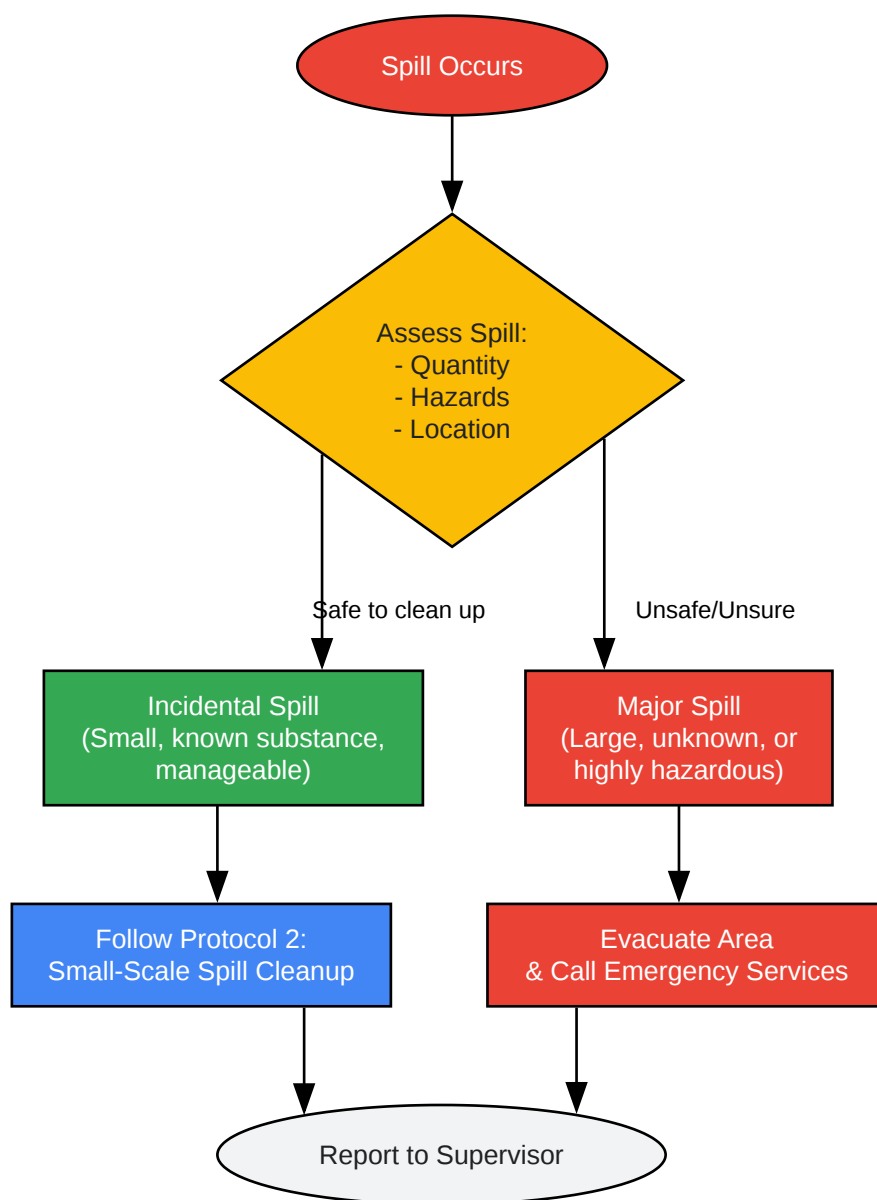 Spill Occurs
Assess Spill:
- Quantity
- Hazards
- Location
Safe to clean up
Unsafe/Unsure
Incidental Spill
(Small, known substance,
manageable)
Major Spill
(Large, unknown, or
highly hazardous)
Follow Protocol 2:
Small-Scale Spill Cleanup
Evacuate Area
& Call Emergency Services
Report to Supervisor